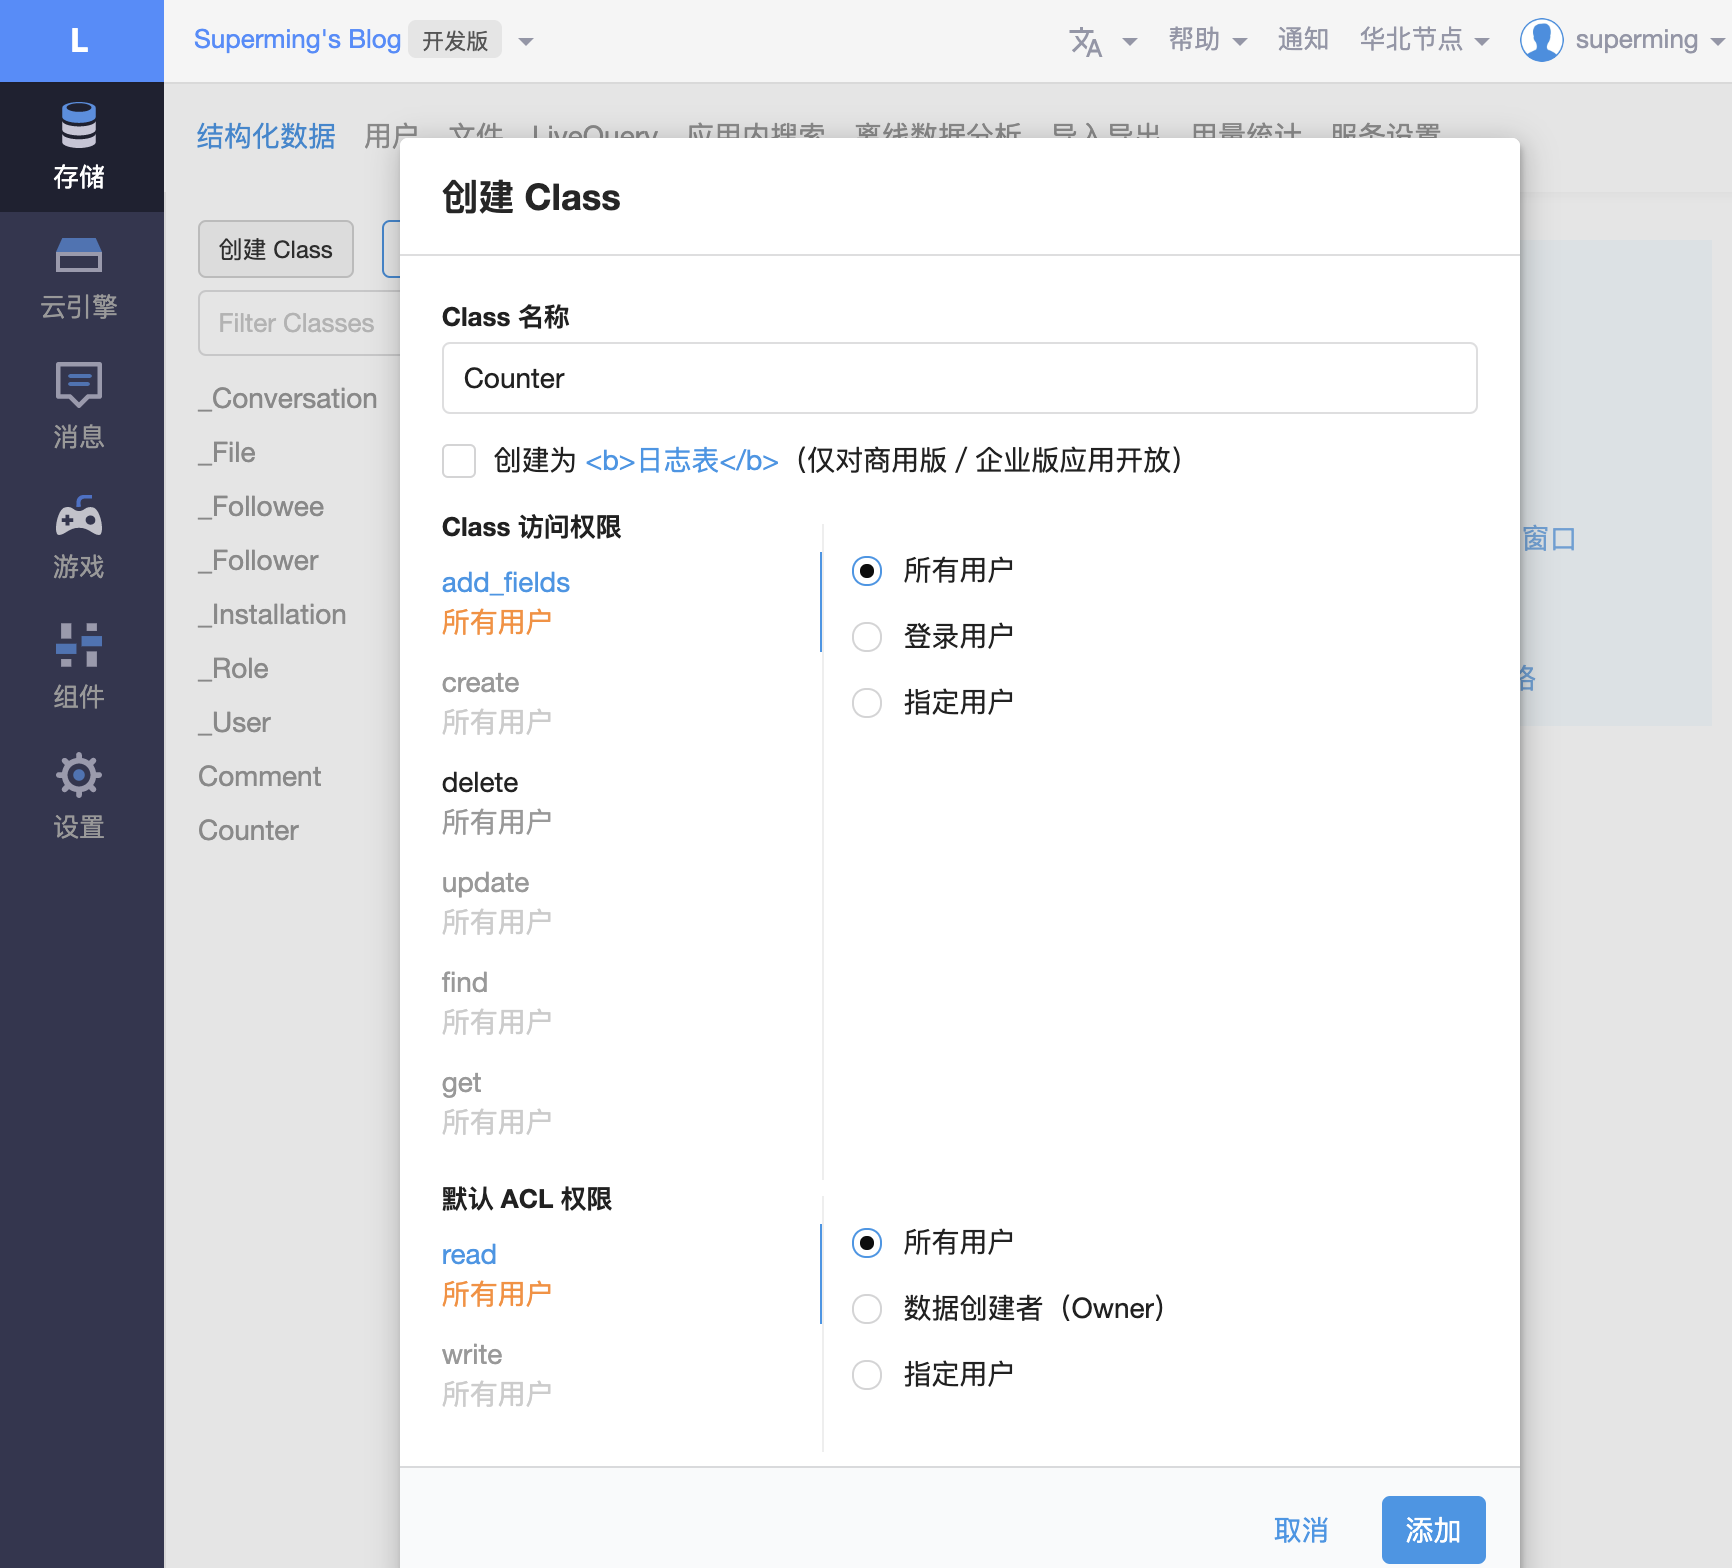 L
Superming's Blog 开发版
帮助
通知
华北节点
superming
存储
云引擎
消息
游戏
组件
设置
结构化数据 用户 文件 LiveQuery 应用内搜索 离线数据分析 导入导出 用量统计 服务设置
创建 Class
Filter Classes
_Conversation
_File
_Followee
_Follower
_Installation
_Role
_User
Comment
Counter
创建 Class
Class 名称
Counter
创建为 <b>日志表</b>（仅对商用版 / 企业版应用开放）
Class 访问权限
add_fields
所有用户
create
所有用户
delete
所有用户
update
所有用户
find
所有用户
get
所有用户
所有用户
登录用户
指定用户
默认 ACL 权限
read
所有用户
write
所有用户
所有用户
数据创建者（Owner）
指定用户
取消
添加
窗口